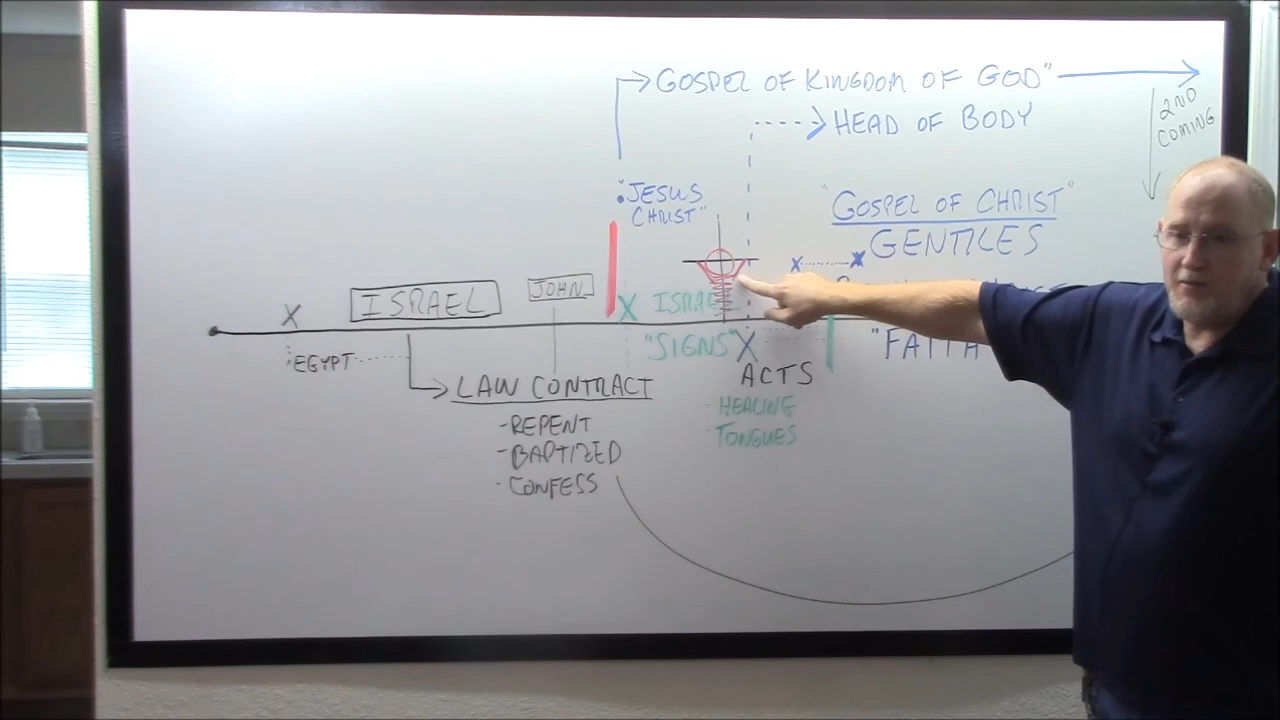 GOSPEL OF KINGDOM OF GOD"
HEAD OF BODY
2ND
COMING
"JESUS
CHRIST"
"GOSPEL OF CHRIST"
GENTILES
X
X X
ISRAEL
JOHN
X
"SIGNS"
X
"FAITH
EGYPT
LAW CONTRACT
ACTS
- REPENT
- BAPTIZED
- CONFESS
- HEALING
- TONGUES